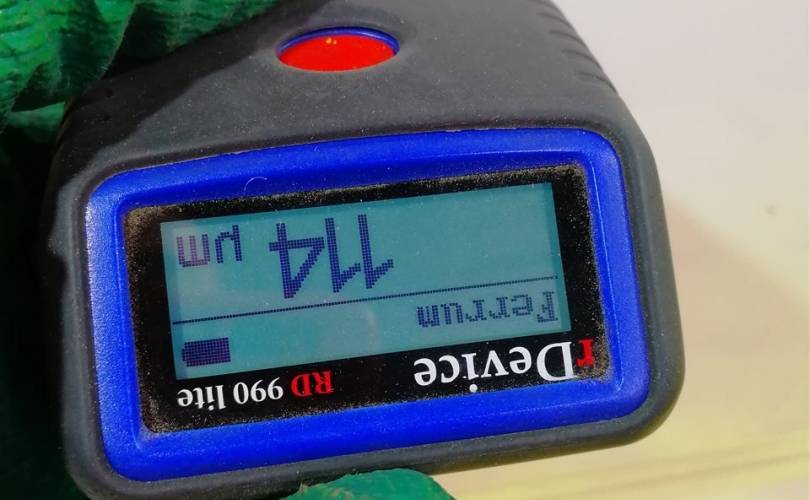 rDevice RD 990 lite
Ferrum
114 µm